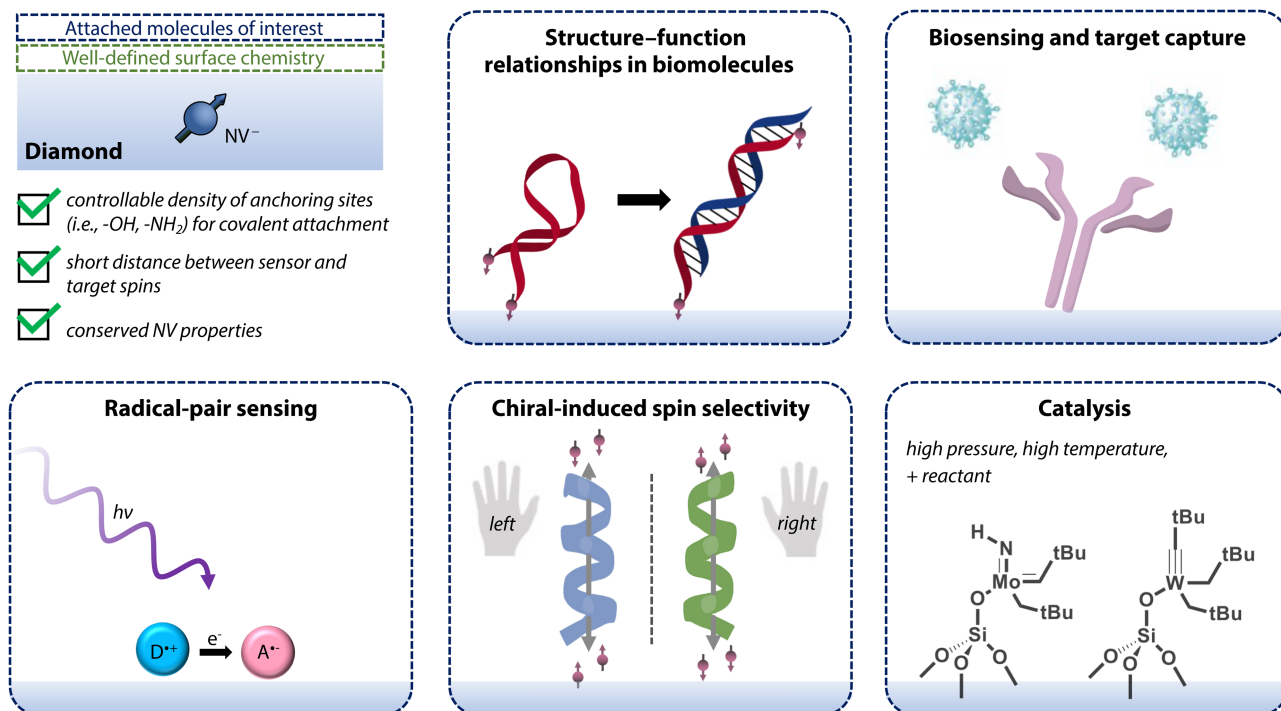 Attached molecules of interest
Well-defined surface chemistry
NV⁻
Diamond
controllable density of anchoring sites
(i.e., -OH, -NH₂) for covalent attachment
short distance between sensor and
target spins
conserved NV properties
Structure–function
relationships in biomolecules
Biosensing and target capture
Radical-pair sensing
hν
D•+
e⁻
A•-
Chiral-induced spin selectivity
left
right
Catalysis
high pressure, high temperature,
+ reactant
H
N
tBu
Mo
O
tBu
Si
O
O
O
tBu
tBu
W
O
tBu
Si
O
O
O